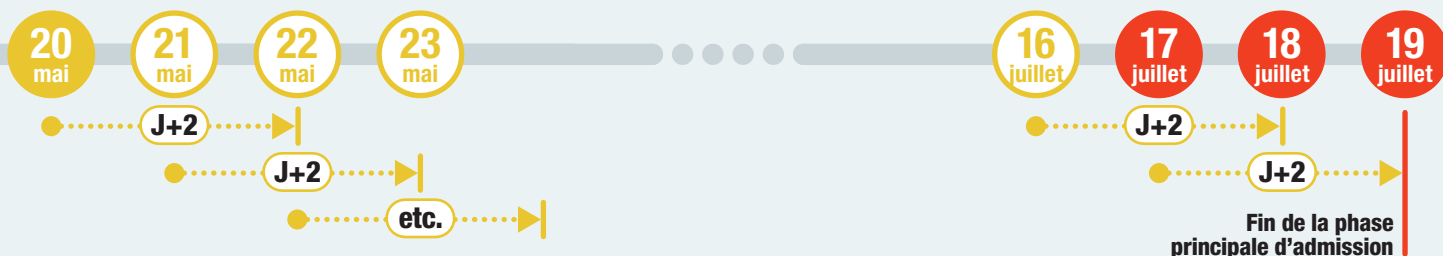 20
mai
21
mai
22
mai
23
mai
16
juillet
17
juillet
18
juillet
19
juillet
J+2
J+2
J+2
J+2
etc.
Fin de la phase
principale d'admission